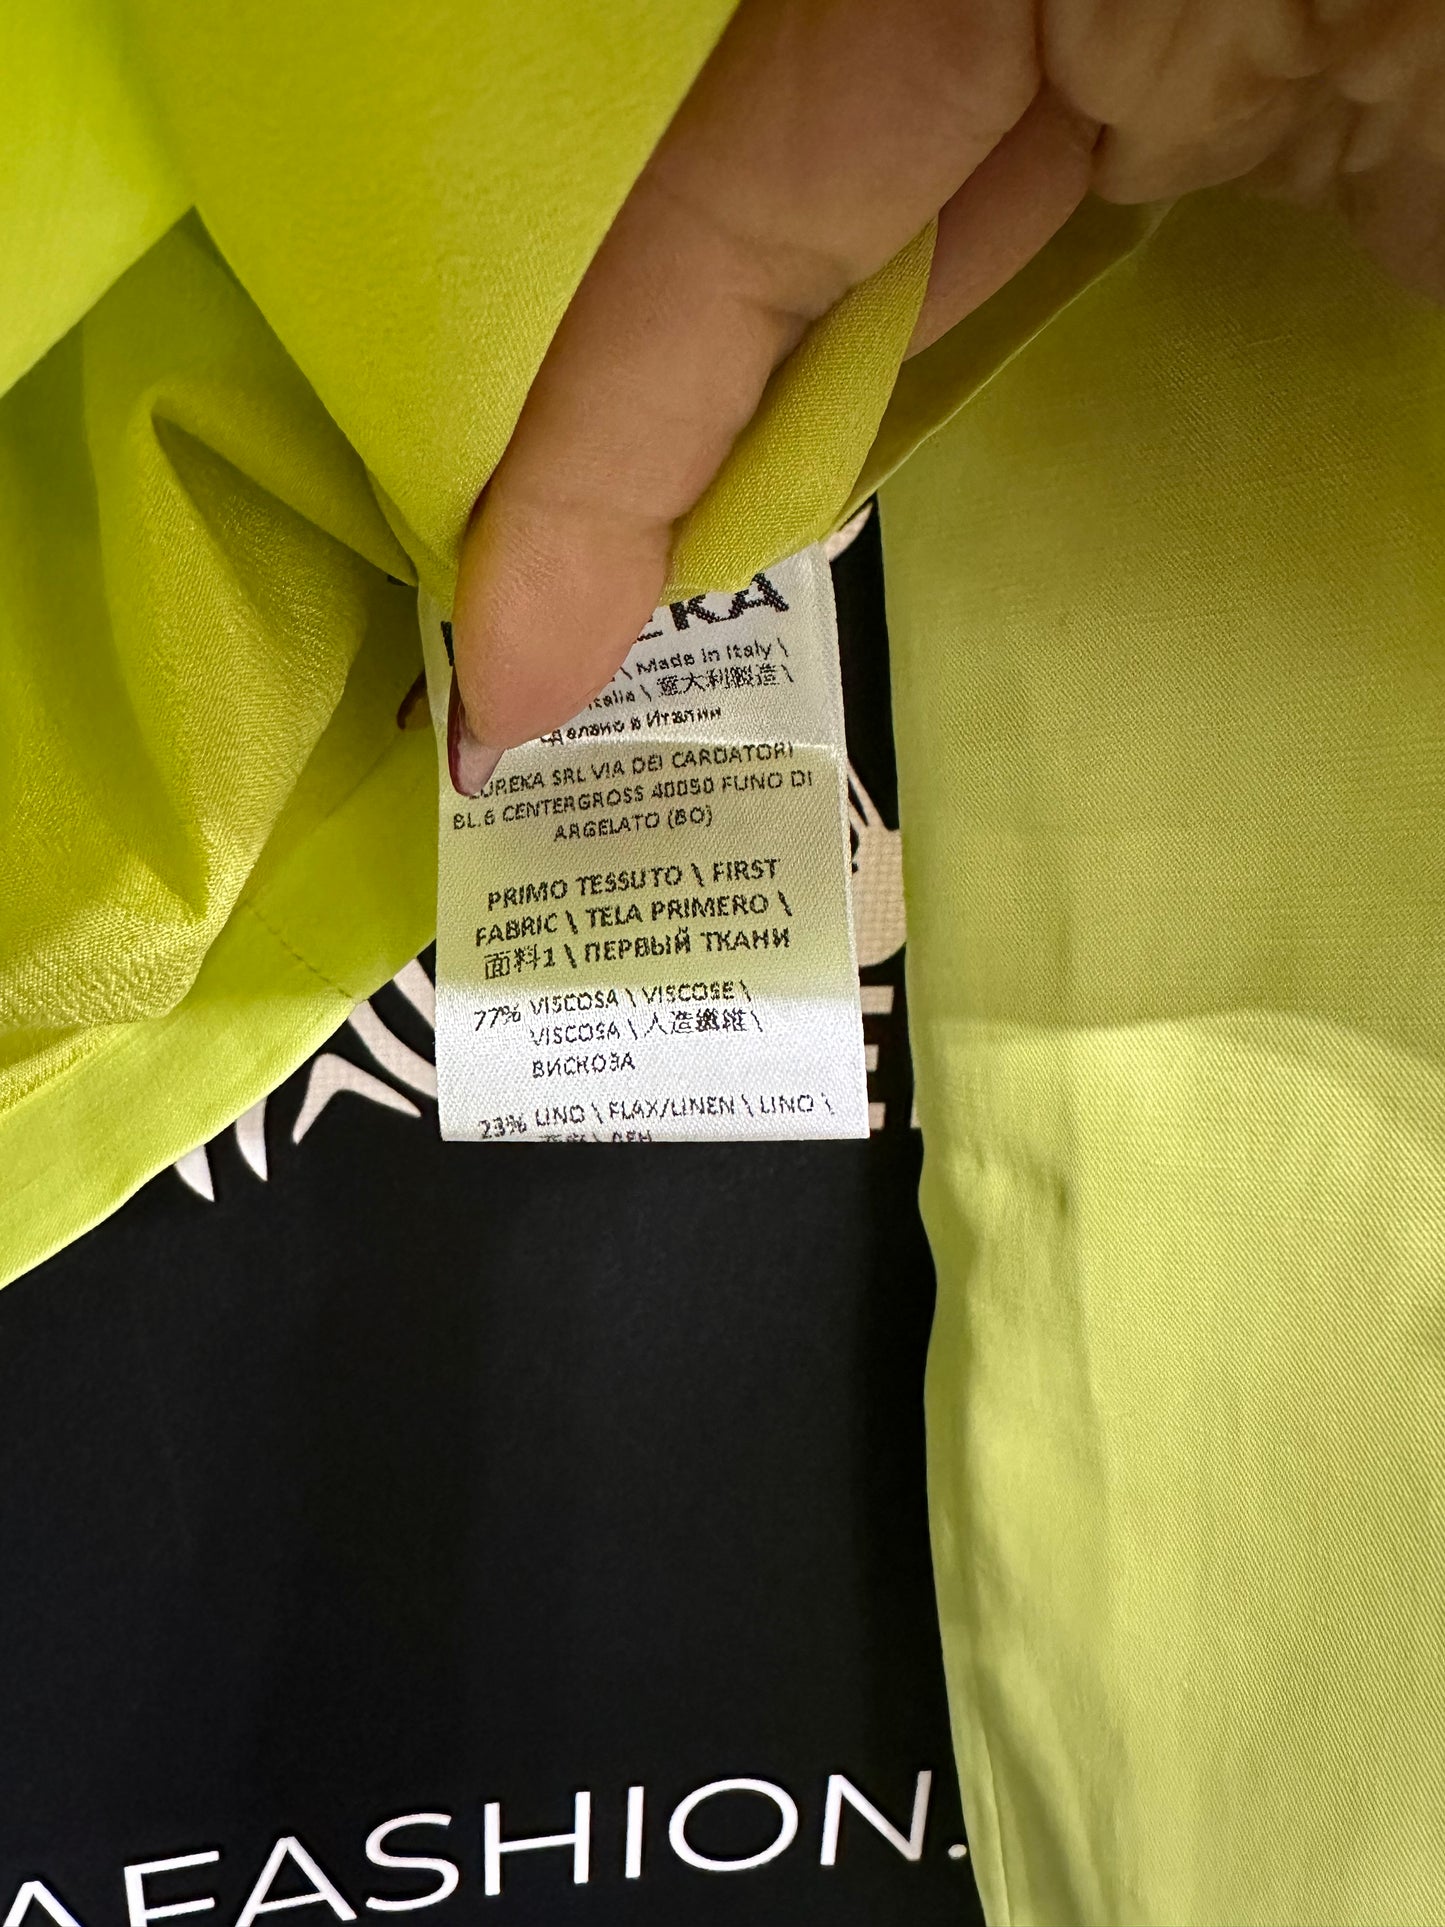 \ Made in Italy \
Italia \ 意大利製造 \
Сделано в Италии
EUREKA SRL VIA DEI CARDATORI
BL.6 CENTERGROSS 40050 FUNO DI
ARGELATO (BO)
PRIMO TESSUTO \ FIRST
FABRIC \ TELA PRIMERO \
面料1 \ ПЕРВЫЙ ТКАНИ
77% VISCOSA \ VISCOSE \
VISCOSA \ 人造纖維 \
ВИСКОЗА
23% LINO \ FLAX/LINEN \ LINO \
AFASHION.